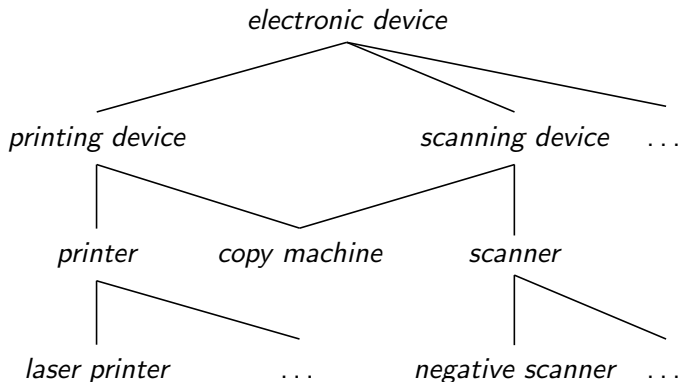 electronic device
printing device scanning device ...
printer copy machine scanner
laser printer ... negative scanner ...